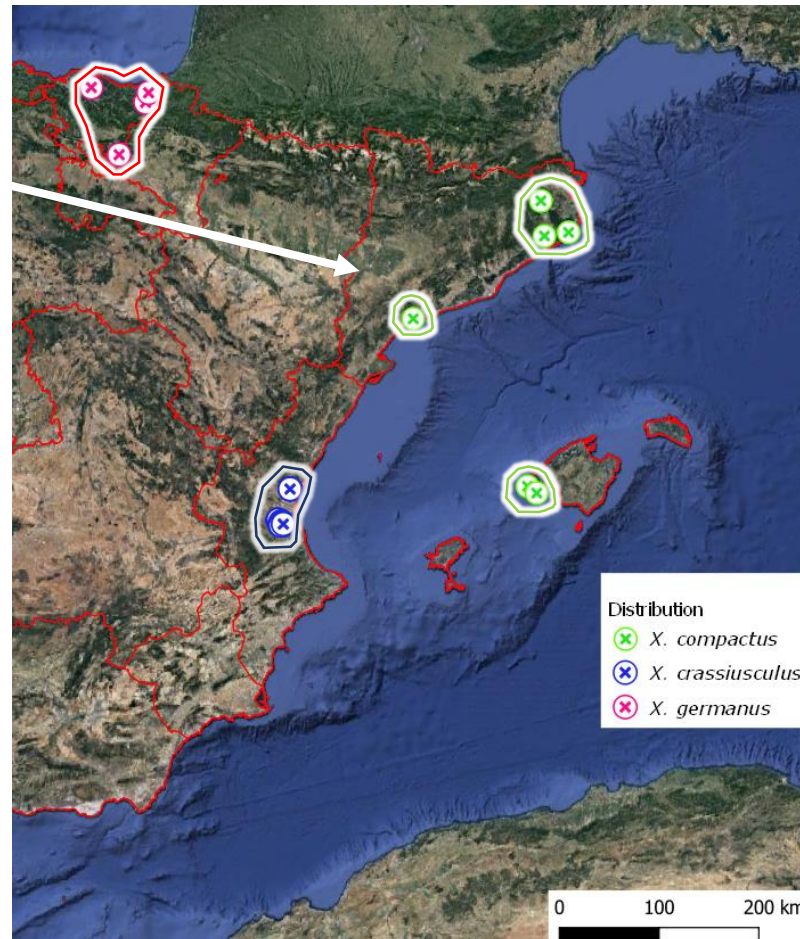 Distribution
X. compactus
X. crassiusculus
X. germanus
0 100 200 km